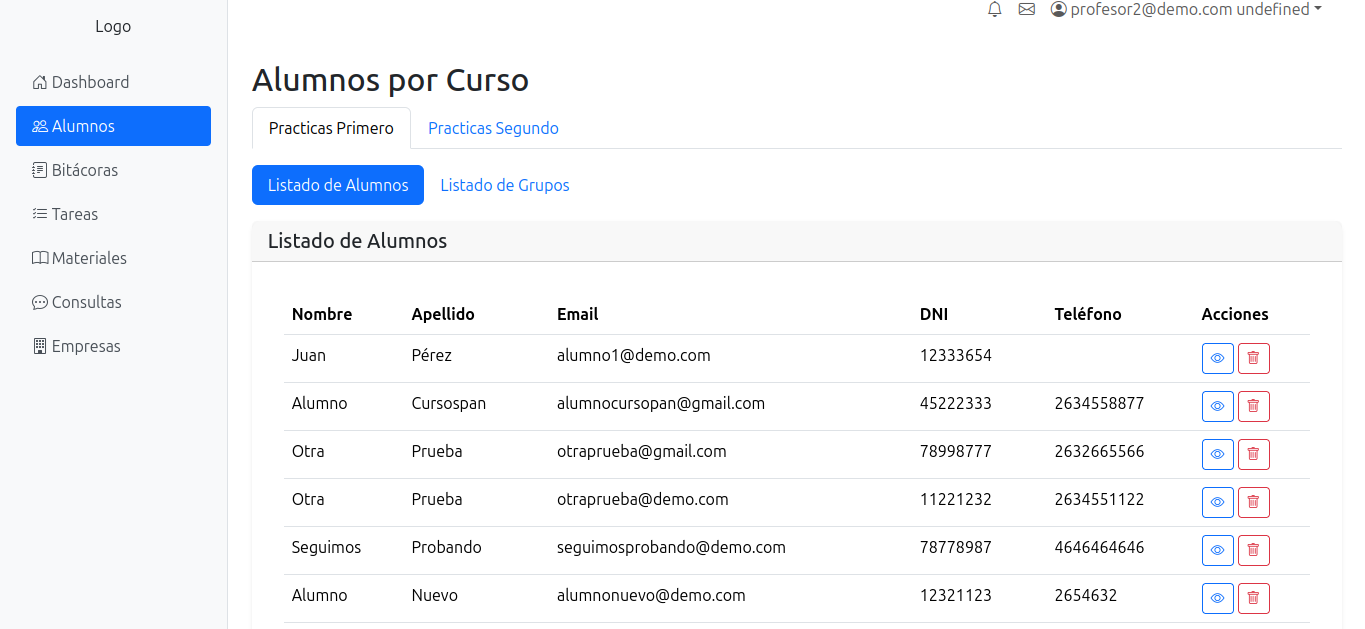 Logo
Dashboard
Alumnos
Bitácoras
Tareas
Materiales
Consultas
Empresas
profesor2@demo.com undefined
Alumnos por Curso
Practicas Primero Practicas Segundo
Listado de Alumnos Listado de Grupos
Listado de Alumnos
Nombre Apellido Email DNI Teléfono Acciones
Juan Pérez alumno1@demo.com 12333654
Alumno Cursospan alumnocursopan@gmail.com 45222333 2634558877
Otra Prueba otraprueba@gmail.com 78998777 2632665566
Otra Prueba otraprueba@demo.com 11221232 2634551122
Seguimos Probando seguimosprobando@demo.com 78778987 4646464646
Alumno Nuevo alumnonuevo@demo.com 12321123 2654632